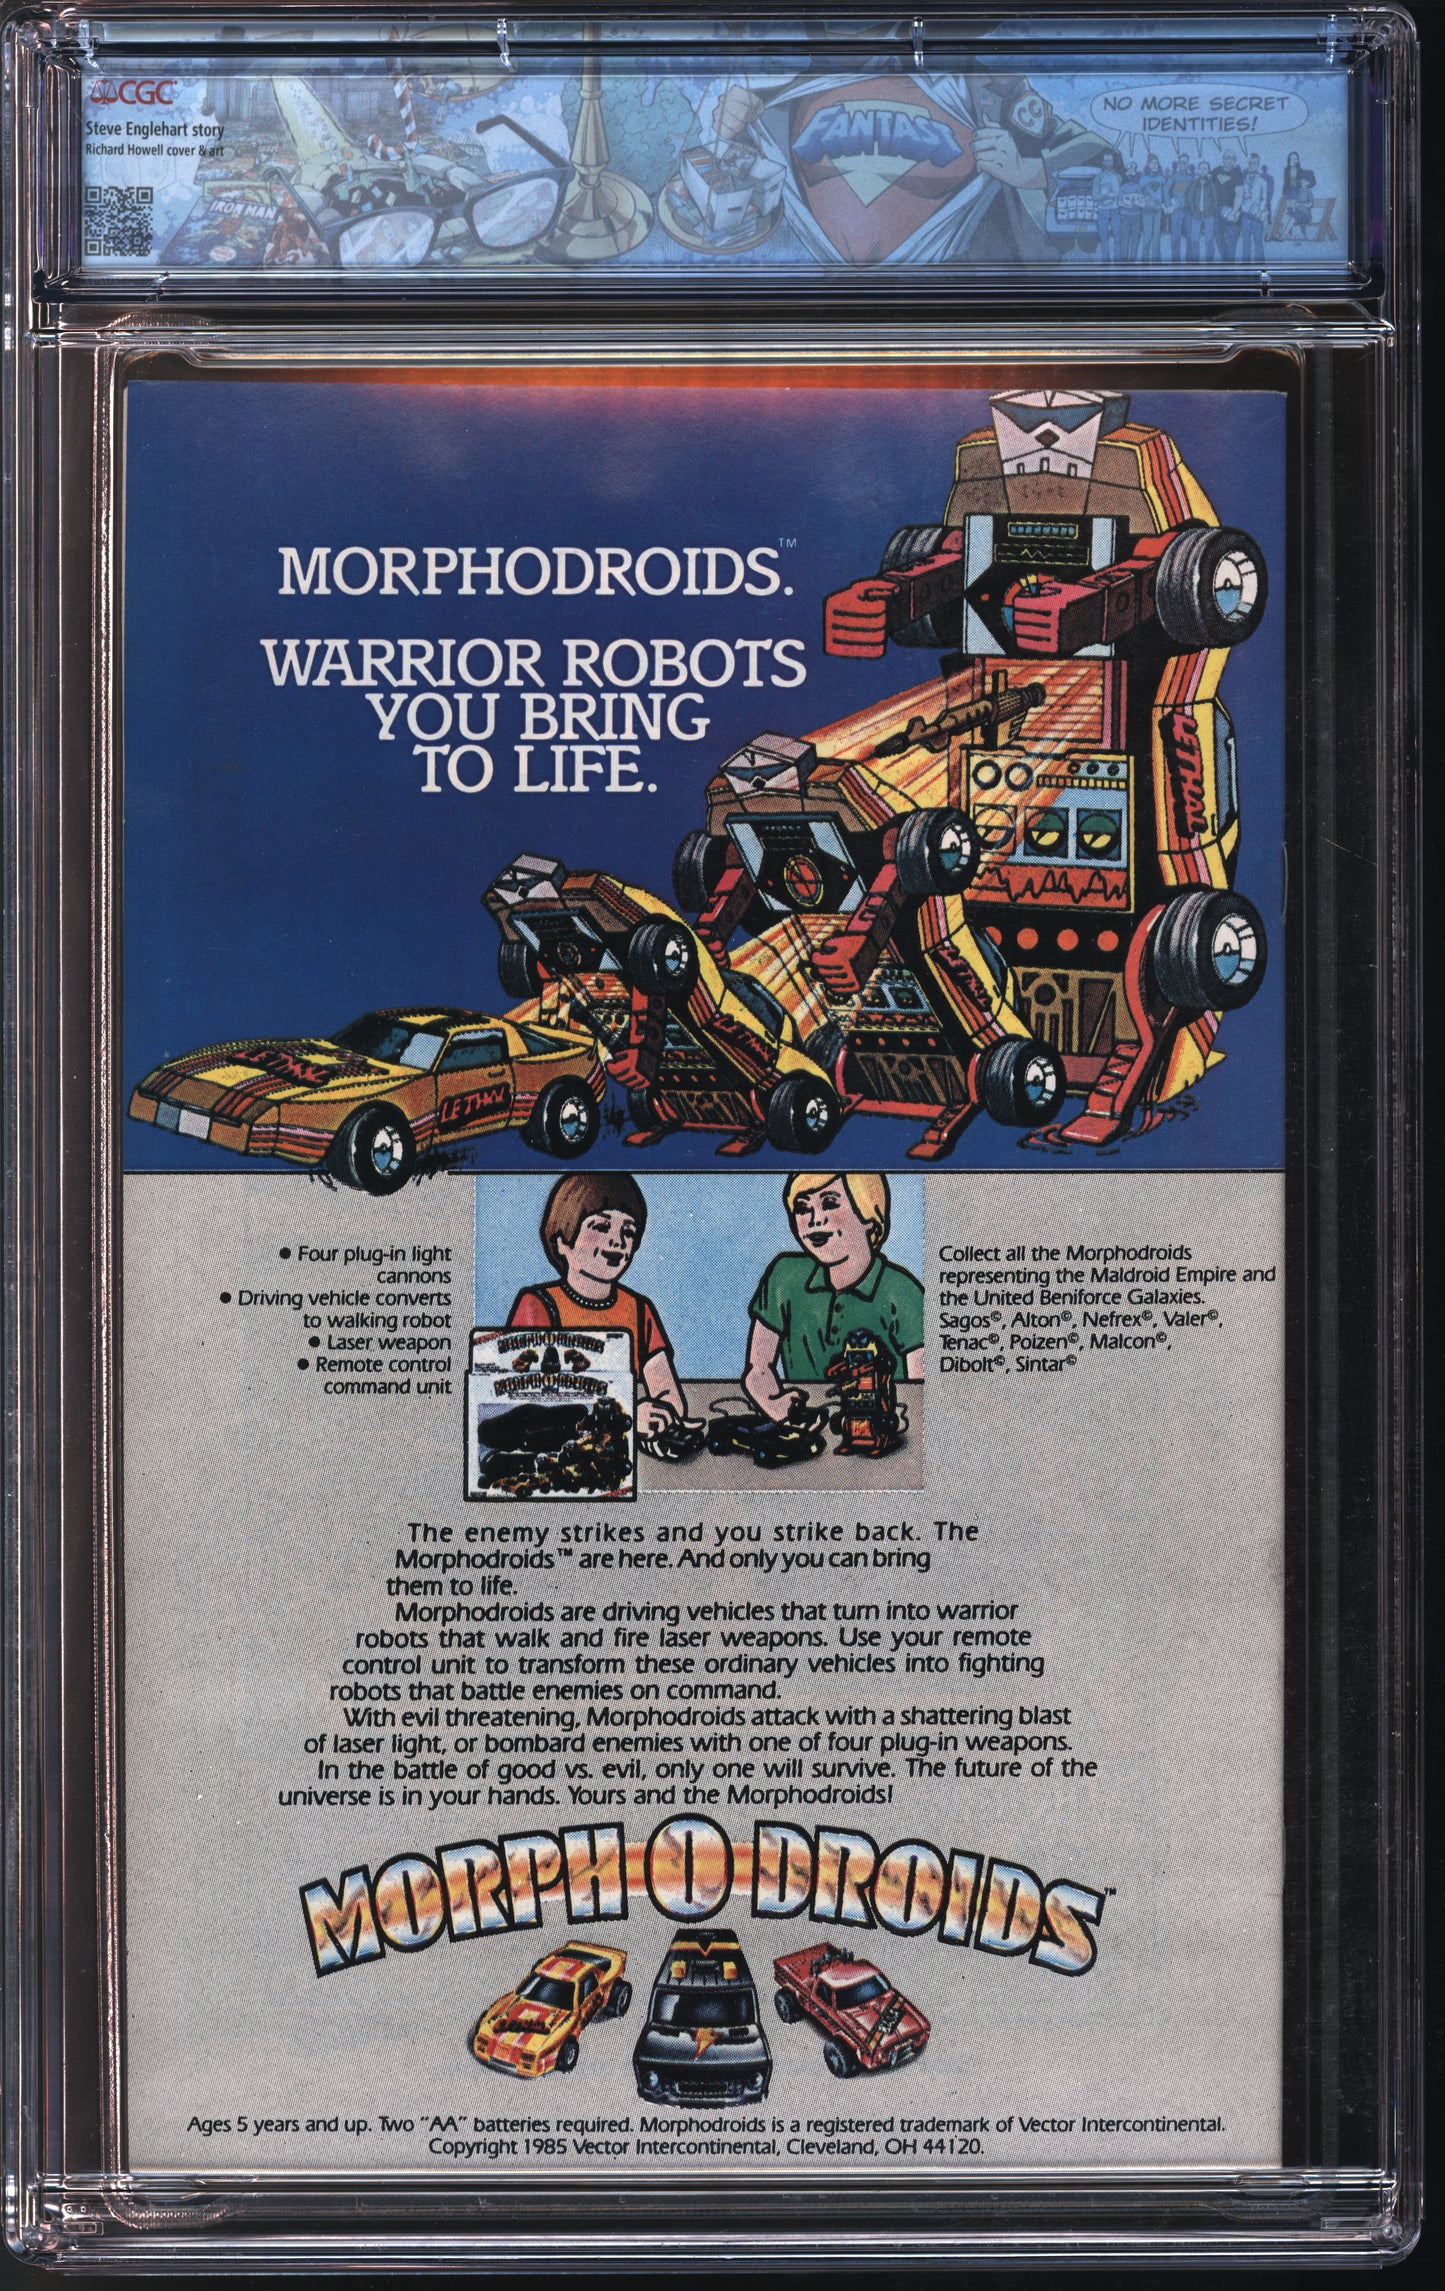 CGC
Steve Englehart story
Richard Howell cover & art
IRON MAN
FANTAST
CC
NO MORE SECRET
IDENTITIES!
MORPHODROIDS.™
WARRIOR ROBOTS
YOU BRING
TO LIFE.
LETHAL
LETHAL
LETHAL
LETHAL
LETHAL
• Four plug-in light
cannons
• Driving vehicle converts
to walking robot
• Laser weapon
• Remote control
command unit
Collect all the Morphodroids
representing the Maldroid Empire and
the United Beniforce Galaxies.
Sagos©, Alton©, Nefrex©, Valer©,
Tenac©, Poizen©, Malcon©,
Dibolt©, Sintar©
The enemy strikes and you strike back. The
Morphodroids™ are here. And only you can bring
them to life.
Morphodroids are driving vehicles that turn into warrior
robots that walk and fire laser weapons. Use your remote
control unit to transform these ordinary vehicles into fighting
robots that battle enemies on command.
With evil threatening, Morphodroids attack with a shattering blast
of laser light, or bombard enemies with one of four plug-in weapons.
In the battle of good vs. evil, only one will survive. The future of the
universe is in your hands. Yours and the Morphodroids!
MORPH·O·DROIDS™
Ages 5 years and up. Two "AA" batteries required. Morphodroids is a registered trademark of Vector Intercontinental.
Copyright 1985 Vector Intercontinental, Cleveland, OH 44120.